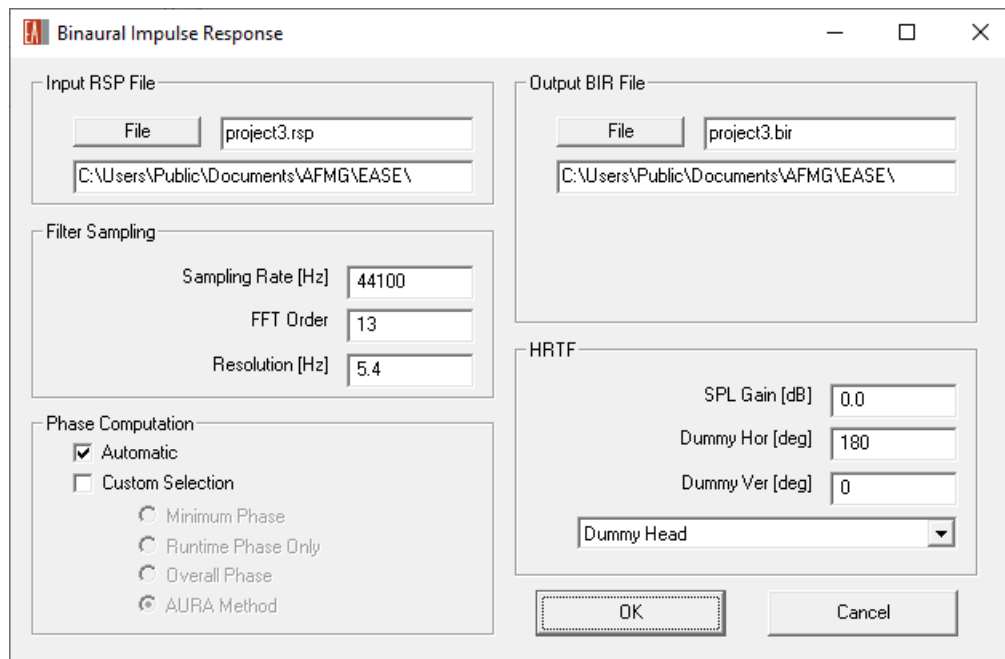 EA Binaural Impulse Response
Input RSP File
File project3.rsp
C:\Users\Public\Documents\AFMG\EASE\
Filter Sampling
Sampling Rate [Hz] 44100
FFT Order 13
Resolution [Hz] 5.4
Phase Computation
Automatic
Custom Selection
Minimum Phase
Runtime Phase Only
Overall Phase
AURA Method
Output BIR File
File project3.bir
C:\Users\Public\Documents\AFMG\EASE\
HRTF
SPL Gain [dB] 0.0
Dummy Hor [deg] 180
Dummy Ver [deg] 0
Dummy Head
OK Cancel